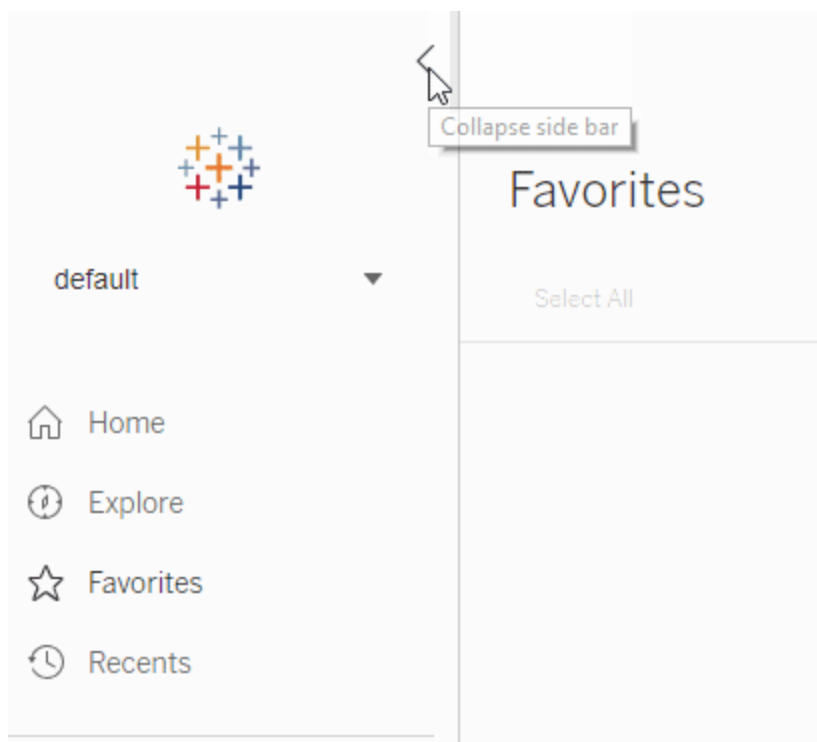 Collapse side bar
default
Home
Explore
Favorites
Recents
Favorites
Select All